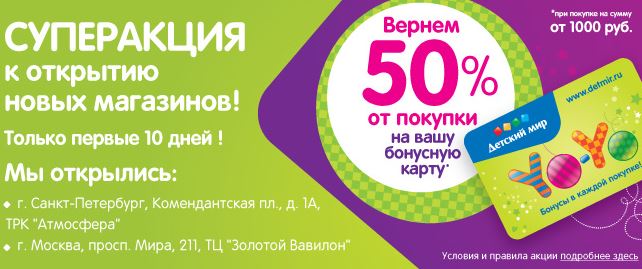 СУПЕРАКЦИЯ
к открытию
новых магазинов!
Только первые 10 дней !
Мы открылись:
г. Санкт-Петербург, Комендантская пл., д. 1А,
ТРК "Атмосфера"
г. Москва, просп. Мира, 211, ТЦ "Золотой Вавилон"
Вернем
50%
от покупки
на вашу
бонусную
карту*
*при покупке на сумму
от 1000 руб.
www.detmir.ru
Детский мир
YO-YO
Бонусы в каждой покупке!
Условия и правила акции подробнее здесь